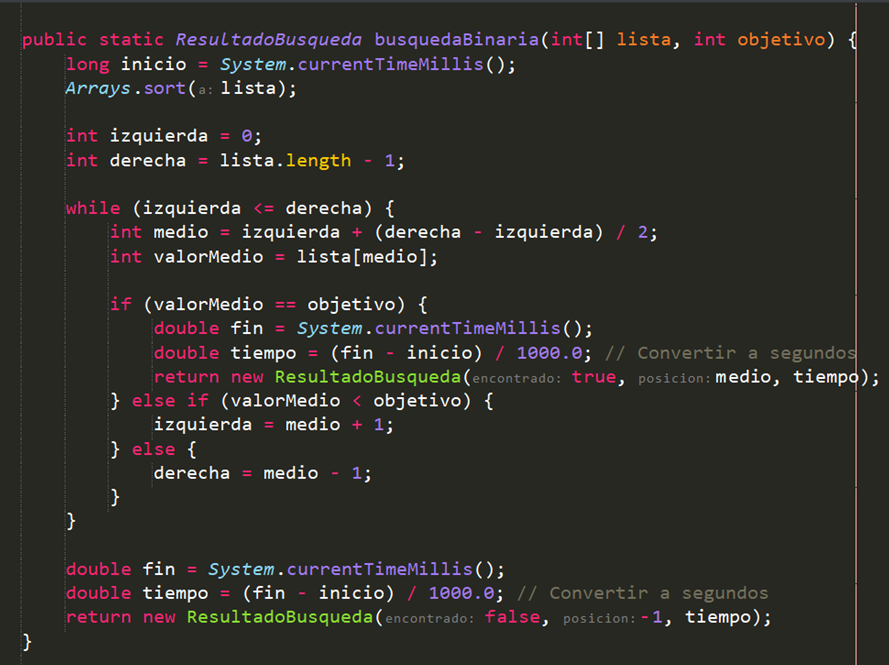 public static ResultadoBusqueda busquedaBinaria(int[] lista, int objetivo) {
    long inicio = System.currentTimeMillis();
    Arrays.sort(a: lista);

    int izquierda = 0;
    int derecha = lista.length - 1;

    while (izquierda <= derecha) {
        int medio = izquierda + (derecha - izquierda) / 2;
        int valorMedio = lista[medio];

        if (valorMedio == objetivo) {
            double fin = System.currentTimeMillis();
            double tiempo = (fin - inicio) / 1000.0; // Convertir a segundos
            return new ResultadoBusqueda(encontrado: true, posicion: medio, tiempo);
        } else if (valorMedio < objetivo) {
            izquierda = medio + 1;
        } else {
            derecha = medio - 1;
        }
    }

    double fin = System.currentTimeMillis();
    double tiempo = (fin - inicio) / 1000.0; // Convertir a segundos
    return new ResultadoBusqueda(encontrado: false, posicion: -1, tiempo);
}